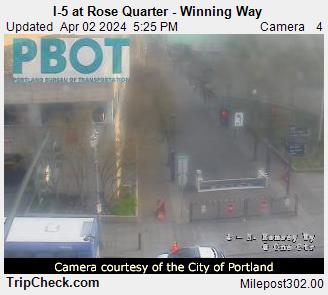 I-5 at Rose Quarter - Winning Way
Updated Apr 02 2024 5:25 PM Camera 4
PBOT
PORTLAND BUREAU OF TRANSPORTATION
Camera courtesy of the City of Portland
TripCheck.com Milepost302.00